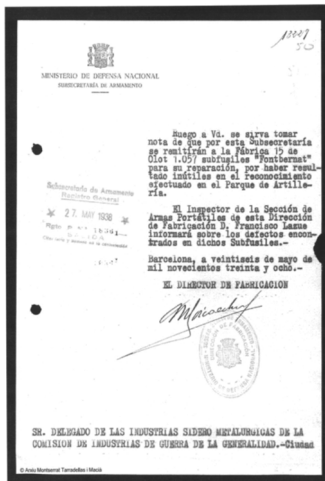 MINISTERIO DE DEFENSA NACIONAL
SUBSECRETARÍA DE ARMAMENTO
Ruego a Vd. se sirva tomar
nota de que por esta Subsecretaría
se remitirán a la Fábrica 15 de
Olot 1.057 subfusiles "Fontbernat"
para su reparación, por haber resul
tado inútiles en el reconocimiento
efectuado en el Parque de Artille-
ría.
El Inspector de la Sección de
Armas Portátiles de esta Dirección
de Fabricación D. Francisco
informará sobre los defectos encon-
trados en dichos Subfusiles.-
Barcelona, a veintiseis de mayo de
mil novecientos treinta y ocho.-
EL DIRECTOR DE FABRICACIÓN
Subsecretaría de Armamento
Registro General
27 MAY 1938
SR. DELEGADO DE LAS INDUSTRIAS SIDERO METALURGICAS DE LA
COMISION DE INDUSTRIAS DE GUERRA DE LA GENERALIDAD.-Ciudad
© Arxiu Montserrat Tarradellas i Macià